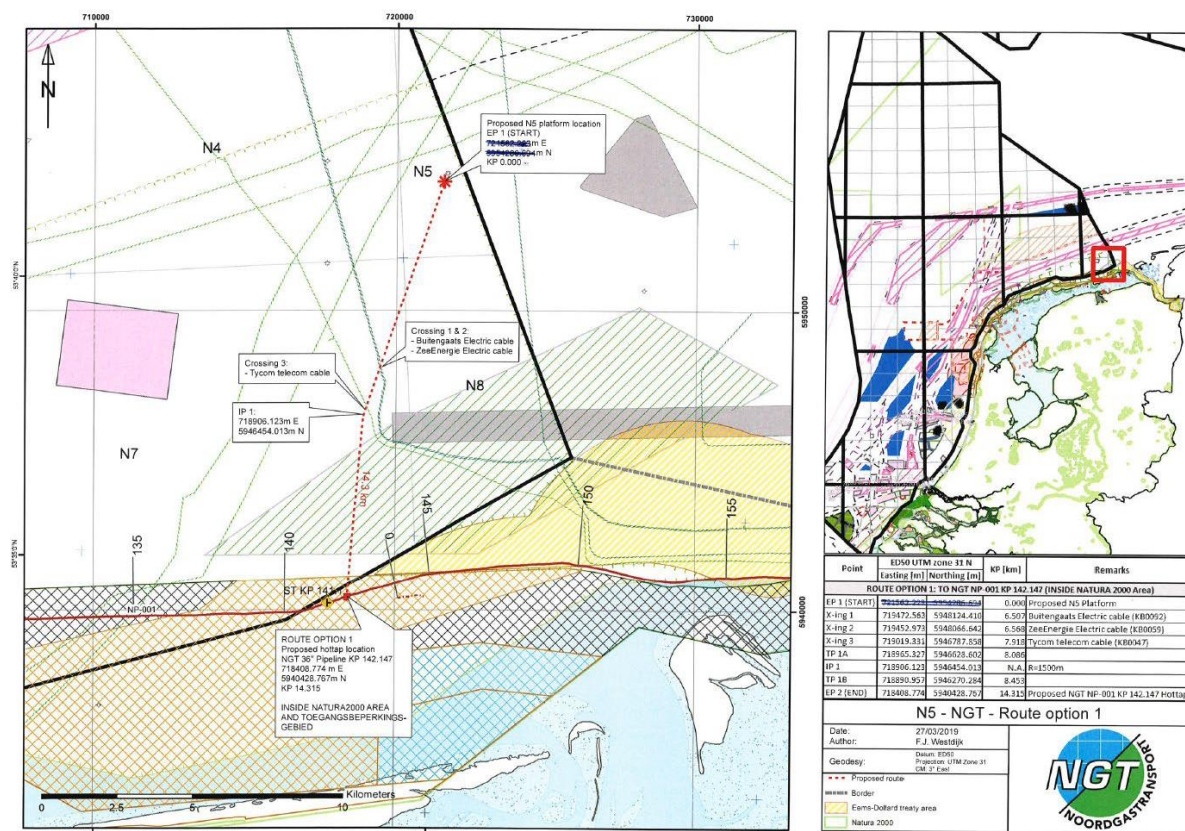 710000
720000
730000
N
N4
N5
Proposed N5 platform location
EP 1 (START)
m E
m N
KP 0.000
53°40'0"N
5950000
Crossing 1 & 2:
- Buitengaats Electric cable
- ZeeEnergie Electric cable
Crossing 3:
- Tycom telecom cable
N8
IP 1:
718906.123m E
5946454.013m N
N7
14.3 km
53°35'0"N
135
140
0
145
150
155
NP-001
ST KP
5940000
ROUTE OPTION 1
Proposed hottap location
NGT 36" Pipeline KP 142.147
718408.774 m E
5940428.767m N
KP 14.315
INSIDE NATURA2000 AREA
AND TOEGANGSBEPERKINGS-
GEBIED
Kilometers
0 2.5 5 10
Point ED50 UTM zone 31 N KP [km] Remarks
Easting [m] Northing [m]
ROUTE OPTION 1: TO NGT NP-001 KP 142.147 (INSIDE NATURA 2000 Area)
EP 1 (START) 0.000 Proposed N5 Platform
X-ing 1 719472.563 5948124.410 6.507 Buitengaats Electric cable (KB0092)
X-ing 2 719452.973 5948066.642 6.568 ZeeEnergie Electric cable (KB0059)
X-ing 3 719019.331 5946787.858 7.918 Tycom telecom cable (KB0047)
TP 1A 718965.327 5946628.602 8.086
IP 1 718906.123 5946454.013 N.A. R=1500m
TP 1B 718890.957 5946270.284 8.453
EP 2 (END) 718408.774 5940428.767 14.315 Proposed NGT NP-001 KP 142.147 Hottap
N5 - NGT - Route option 1
Date: 27/03/2019
Author: F.J. Westdijk
Geodesy: Datum: ED50
Projection: UTM Zone 31
CM: 3° East
Proposed route
Border
Eems-Dollard treaty area
Natura 2000
NGT
NOORDGASTRANSPORT